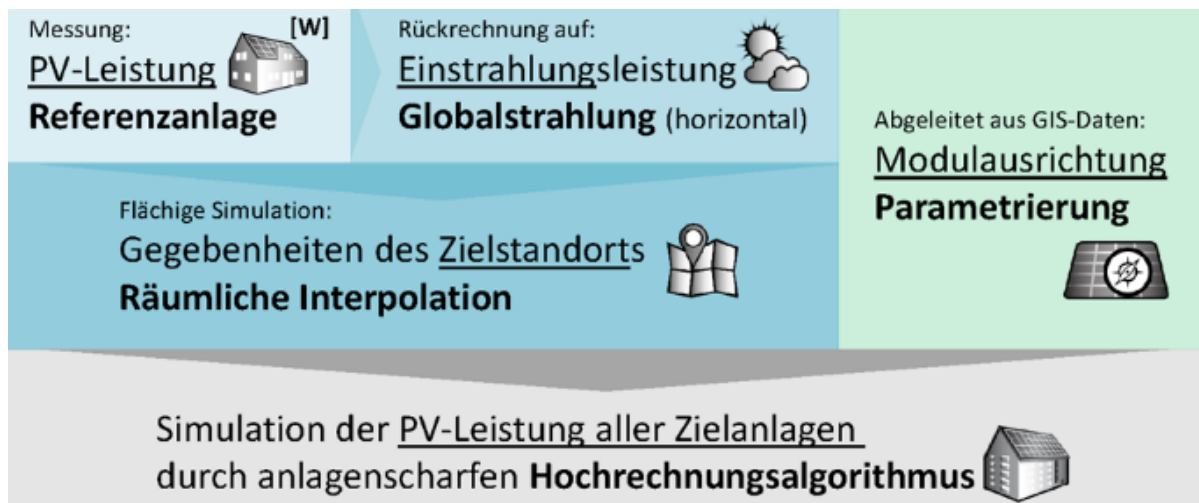 Messung:
[W]
PV-Leistung
Referenzanlage
Rückrechnung auf:
Einstrahlungsleistung
Globalstrahlung (horizontal)
Abgeleitet aus GIS-Daten:
Modulausrichtung
Parametrierung
Flächige Simulation:
Gegebenheiten des Zielstandorts
Räumliche Interpolation
Simulation der PV-Leistung aller Zielanlagen
durch anlagenscharfen Hochrechnungsalgorithmus